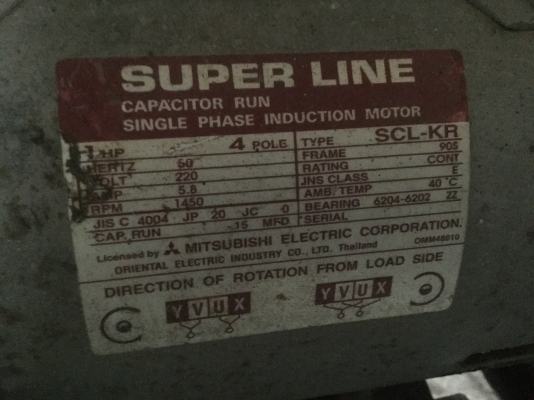 SUPER LINE
CAPACITOR RUN
SINGLE PHASE INDUCTION MOTOR
HP 4 POLE TYPE SCL-KR
HERTZ 50 FRAME 90S
VOLT 220 RATING CONT
AMP 5.8 JNS CLASS E
RPM 1450 AMB. TEMP 40°C
JIS C 4004 JP 20 JC 0 BEARING 6204-6202 ZZ
CAP. RUN 15 MFD SERIAL
Licensed by MITSUBISHI ELECTRIC CORPORATION.
ORIENTAL ELECTRIC INDUSTRY CO., LTD. Thailand
DIRECTION OF ROTATION FROM LOAD SIDE
Y V U X Y V U X